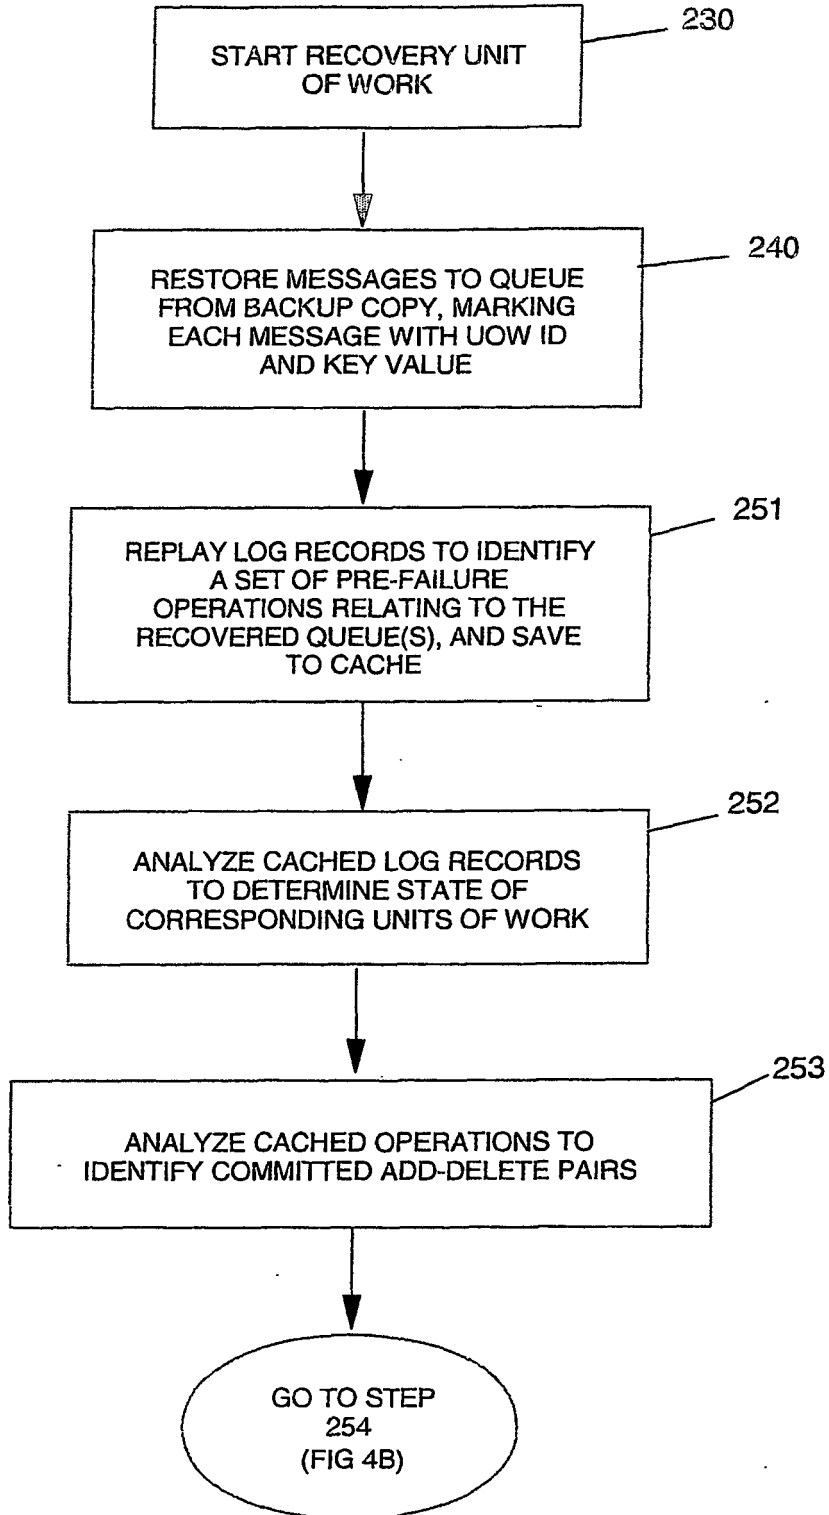 230
START RECOVERY UNIT
OF WORK
240
RESTORE MESSAGES TO QUEUE
FROM BACKUP COPY, MARKING
EACH MESSAGE WITH UOW ID
AND KEY VALUE
251
REPLAY LOG RECORDS TO IDENTIFY
A SET OF PRE-FAILURE
OPERATIONS RELATING TO THE
RECOVERED QUEUE(S), AND SAVE
TO CACHE
252
ANALYZE CACHED LOG RECORDS
TO DETERMINE STATE OF
CORRESPONDING UNITS OF WORK
253
ANALYZE CACHED OPERATIONS TO
IDENTIFY COMMITTED ADD-DELETE PAIRS
GO TO STEP
254
(FIG 4B)